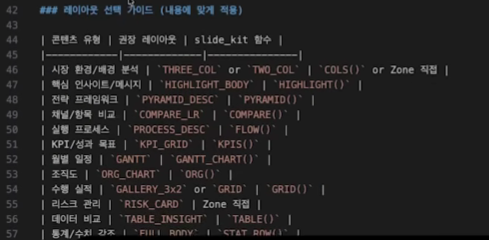 42 ### 레이아웃 선택 가이드 (내용에 맞게 적용)
43
44 | 콘텐츠 유형 | 권장 레이아웃 | slide_kit 함수 |
45 |------------|-------------|---------------|
46 | 시장 환경/배경 분석 | `THREE_COL` or `TWO_COL` | `COLS()` or Zone 직접 |
47 | 핵심 인사이트/메시지 | `HIGHLIGHT_BODY` | `HIGHLIGHT()` |
48 | 전략 프레임워크 | `PYRAMID_DESC` | `PYRAMID()` |
49 | 채널/항목 비교 | `COMPARE_LR` | `COMPARE()` |
50 | 실행 프로세스 | `PROCESS_DESC` | `FLOW()` |
51 | KPI/성과 목표 | `KPI_GRID` | `KPIS()` |
52 | 월별 일정 | `GANTT` | `GANTT_CHART()` |
53 | 조직도 | `ORG_CHART` | `ORG()` |
54 | 수행 실적 | `GALLERY_3x2` or `GRID` | `GRID()` |
55 | 리스크 관리 | `RISK_CARD` | Zone 직접 |
56 | 데이터 비교 | `TABLE_INSIGHT` | `TABLE()` |
57 | 통계/수치 강조 | `FULL_BODY` | `STAT_ROW()` |